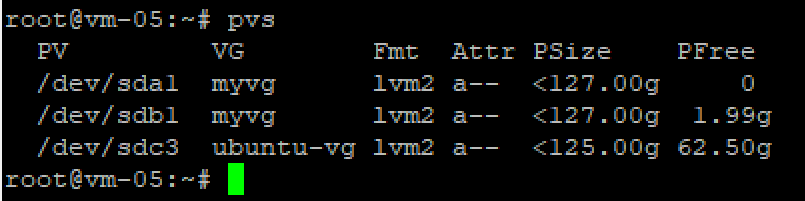 root@vm-05:~# pvs
  PV         VG        Fmt  Attr PSize    PFree
  /dev/sda1  myvg      lvm2 a--  <127.00g     0
  /dev/sdb1  myvg      lvm2 a--  <127.00g  1.99g
  /dev/sdc3  ubuntu-vg lvm2 a--  <125.00g 62.50g
root@vm-05:~#